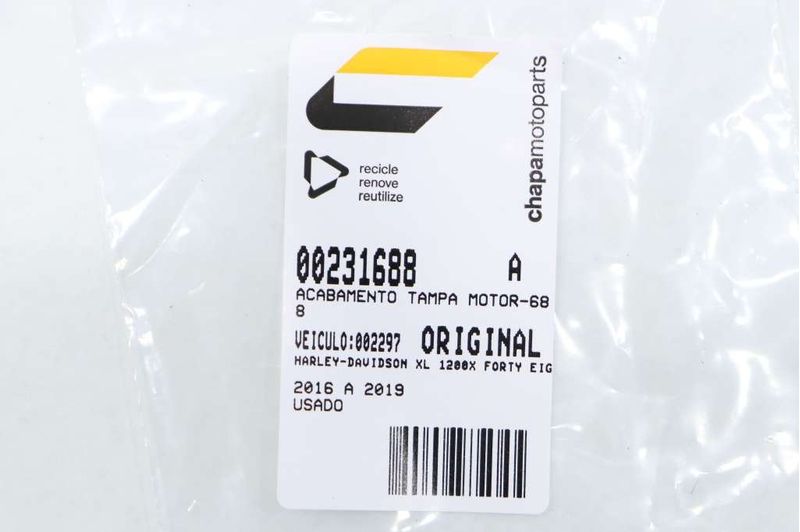 chapamotoparts
recicle
renove
reutilize
00231688 A
ACABAMENTO TAMPA MOTOR-68
8
VEICULO:002297 ORIGINAL
HARLEY-DAVIDSON XL 1200X FORTY EIG
2016 A 2019
USADO